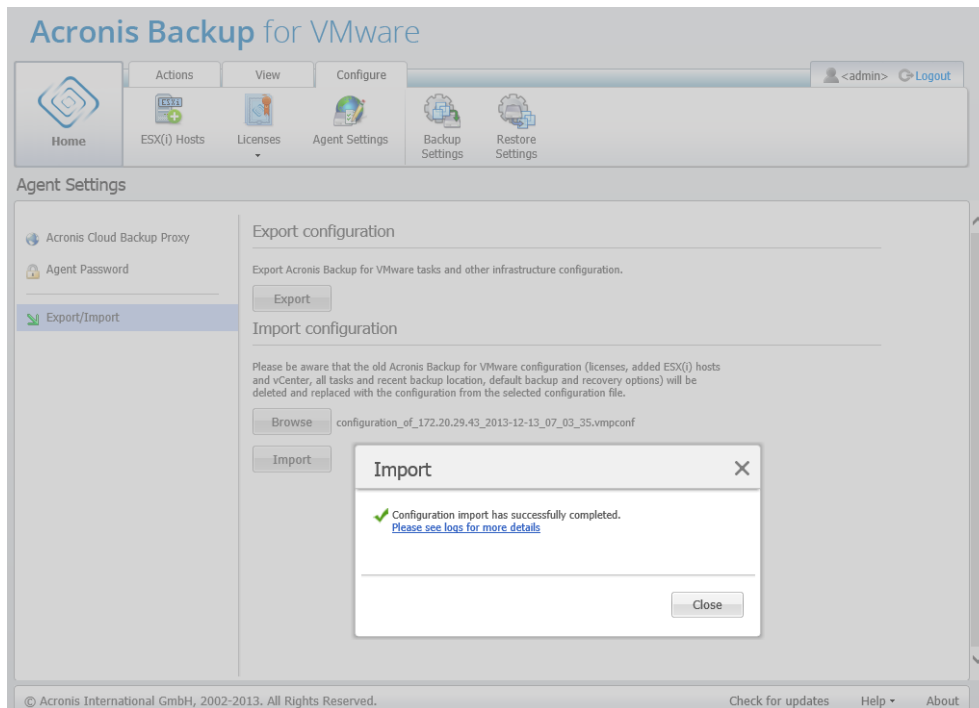 Acronis Backup for VMware
Actions View Configure
<admin> Logout
Home
ESX(i) Hosts
Licenses
Agent Settings
Backup
Settings
Restore
Settings
Agent Settings
Acronis Cloud Backup Proxy
Agent Password
Export/Import
Export configuration
Export Acronis Backup for VMware tasks and other infrastructure configuration.
Export
Import configuration
Please be aware that the old Acronis Backup for VMware configuration (licenses, added ESX(i) hosts
and vCenter, all tasks and recent backup location, default backup and recovery options) will be
deleted and replaced with the configuration from the selected configuration file.
Browse configuration_of_172.20.29.43_2013-12-13_07_03_35.vmpconf
Import
Import
Configuration import has successfully completed.
Please see logs for more details
Close
© Acronis International GmbH, 2002-2013. All Rights Reserved.
Check for updates Help About